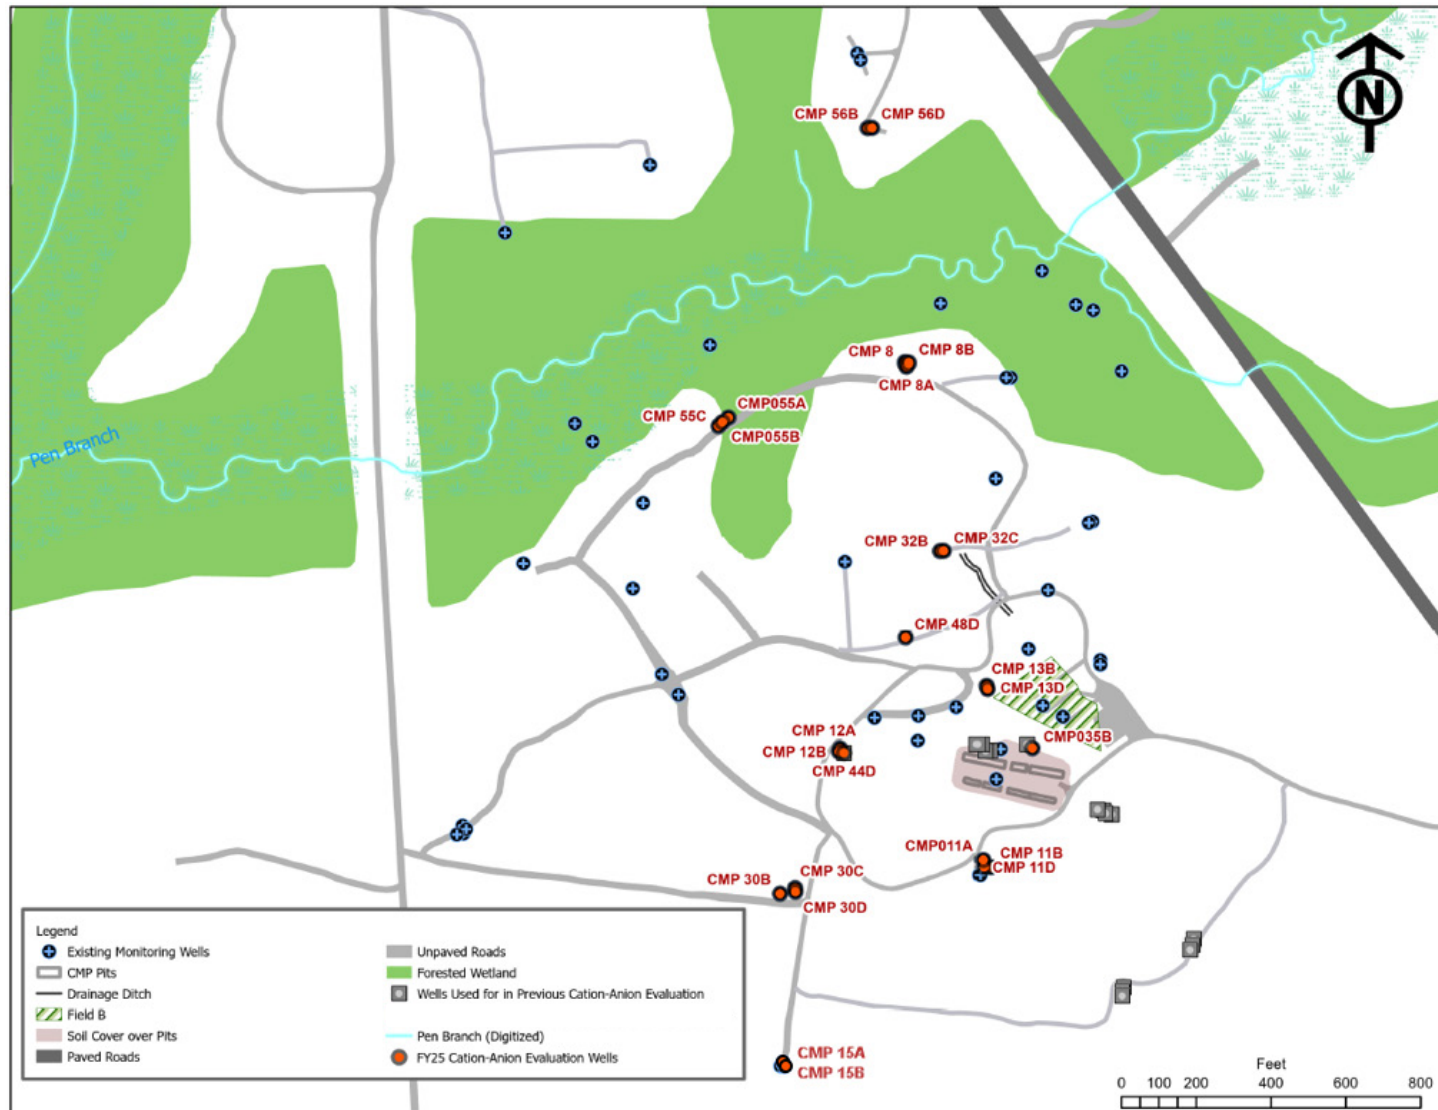 N
CMP 56B
CMP 56D
CMP 8
CMP 8B
CMP 8A
CMP055A
CMP 55C
CMP055B
Pen Branch
CMP 32B
CMP 32C
CMP 48D
CMP 13B
CMP 13D
CMP 12A
CMP035B
CMP 12B
CMP 44D
CMP011A
CMP 11B
CMP 11D
CMP 30C
CMP 30B
CMP 30D
CMP 15A
CMP 15B
Legend
Existing Monitoring Wells
CMP Pits
Drainage Ditch
Field B
Soil Cover over Pits
Paved Roads
Unpaved Roads
Forested Wetland
Wells Used for in Previous Cation-Anion Evaluation
Pen Branch (Digitized)
FY25 Cation-Anion Evaluation Wells
Feet
0 100 200 400 600 800